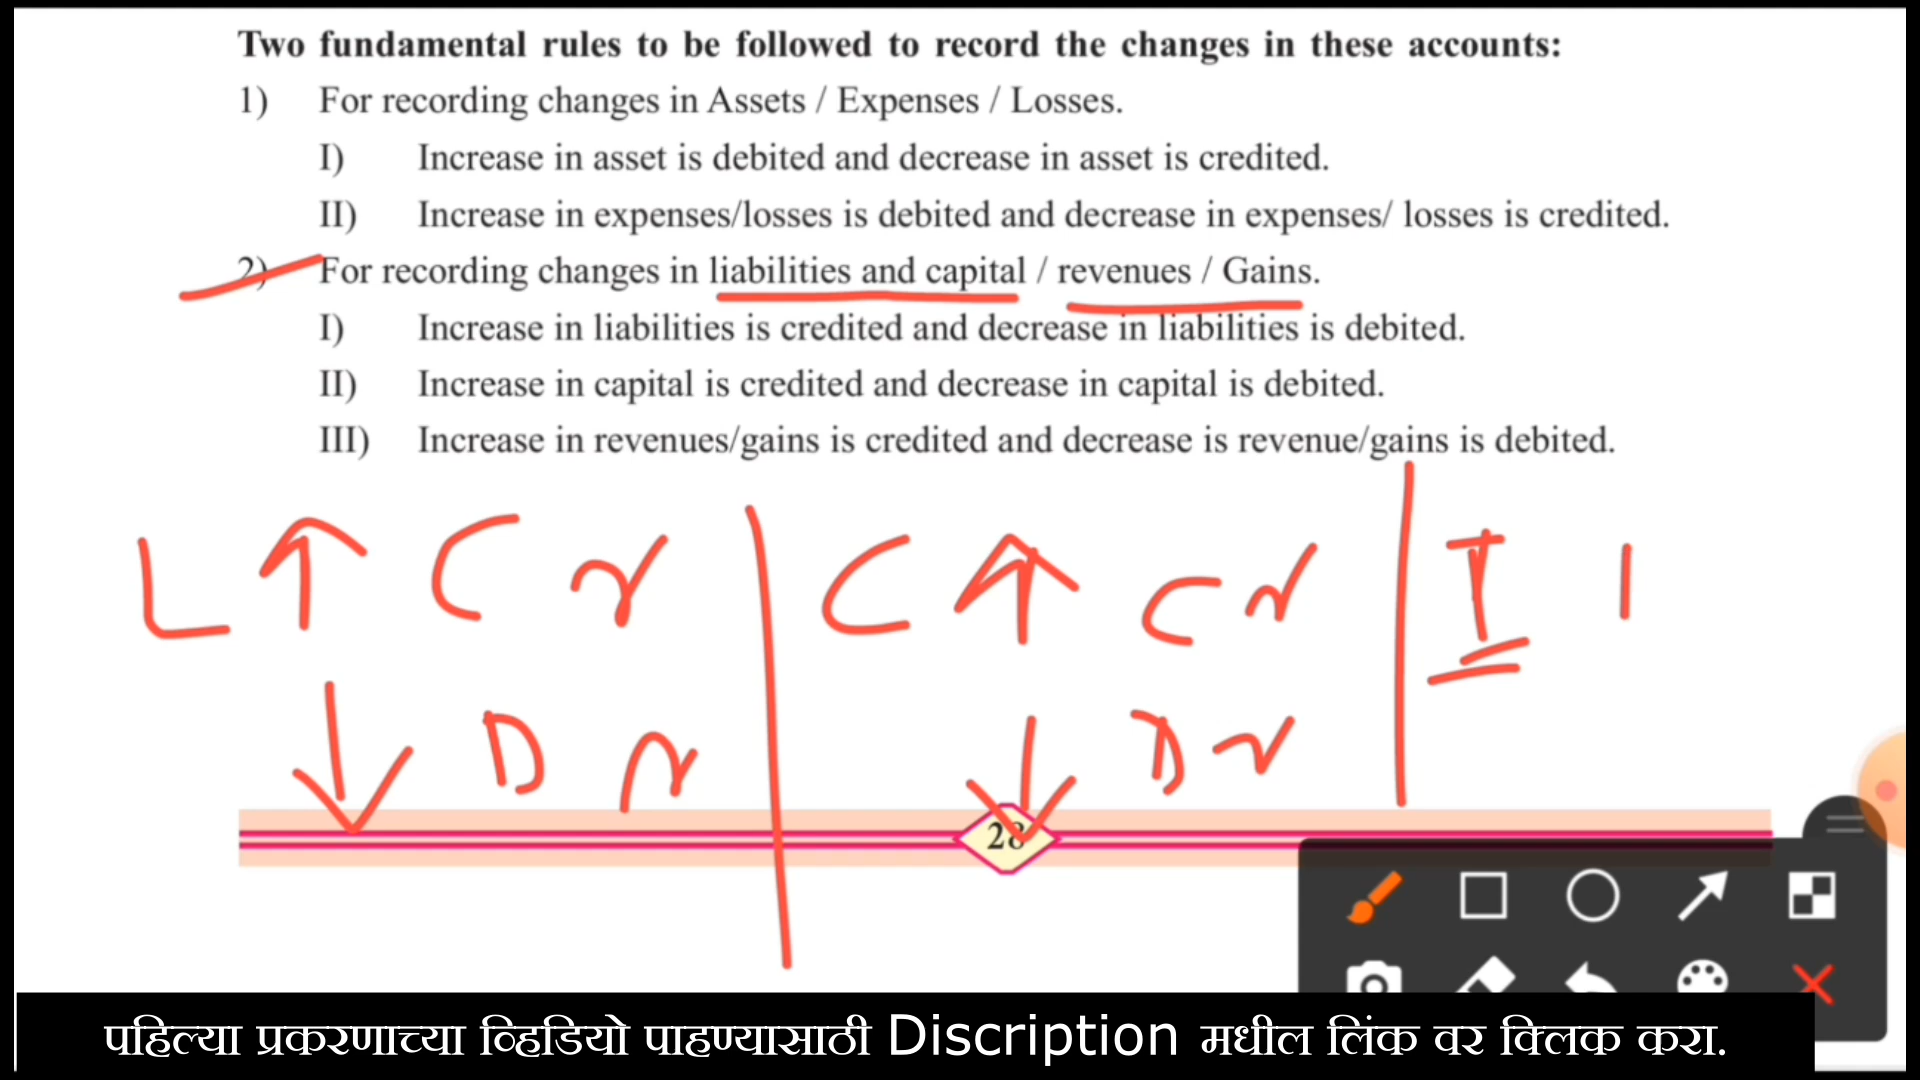 Two fundamental rules to be followed to record the changes in these accounts:
1) For recording changes in Assets / Expenses / Losses.
I) Increase in asset is debited and decrease in asset is credited.
II) Increase in expenses/losses is debited and decrease in expenses/ losses is credited.
2) For recording changes in liabilities and capital / revenues / Gains.
I) Increase in liabilities is credited and decrease in liabilities is debited.
II) Increase in capital is credited and decrease in capital is debited.
III) Increase in revenues/gains is credited and decrease is revenue/gains is debited.
L ↑ Cr C ↑ Cr I
↓ Dr ↓ Dr
28
पहिल्या प्रकरणाच्या व्हिडियो पाहण्यासाठी Discription मधील लिंक वर क्लिक करा.